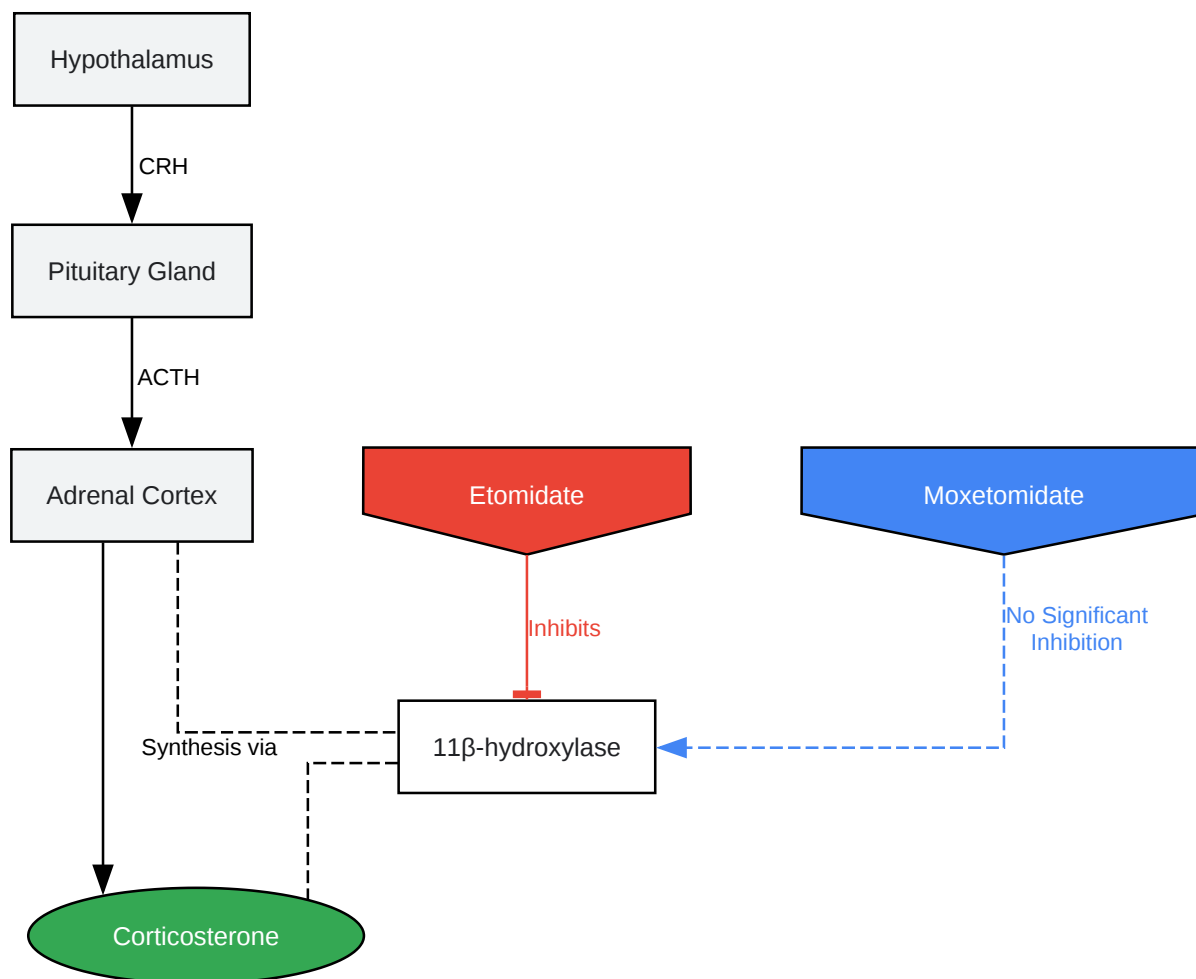 Hypothalamus
CRH
Pituitary Gland
ACTH
Adrenal Cortex
Etomidate
Moxetomidate
Inhibits
No Significant
Inhibition
Synthesis via
11β-hydroxylase
Corticosterone